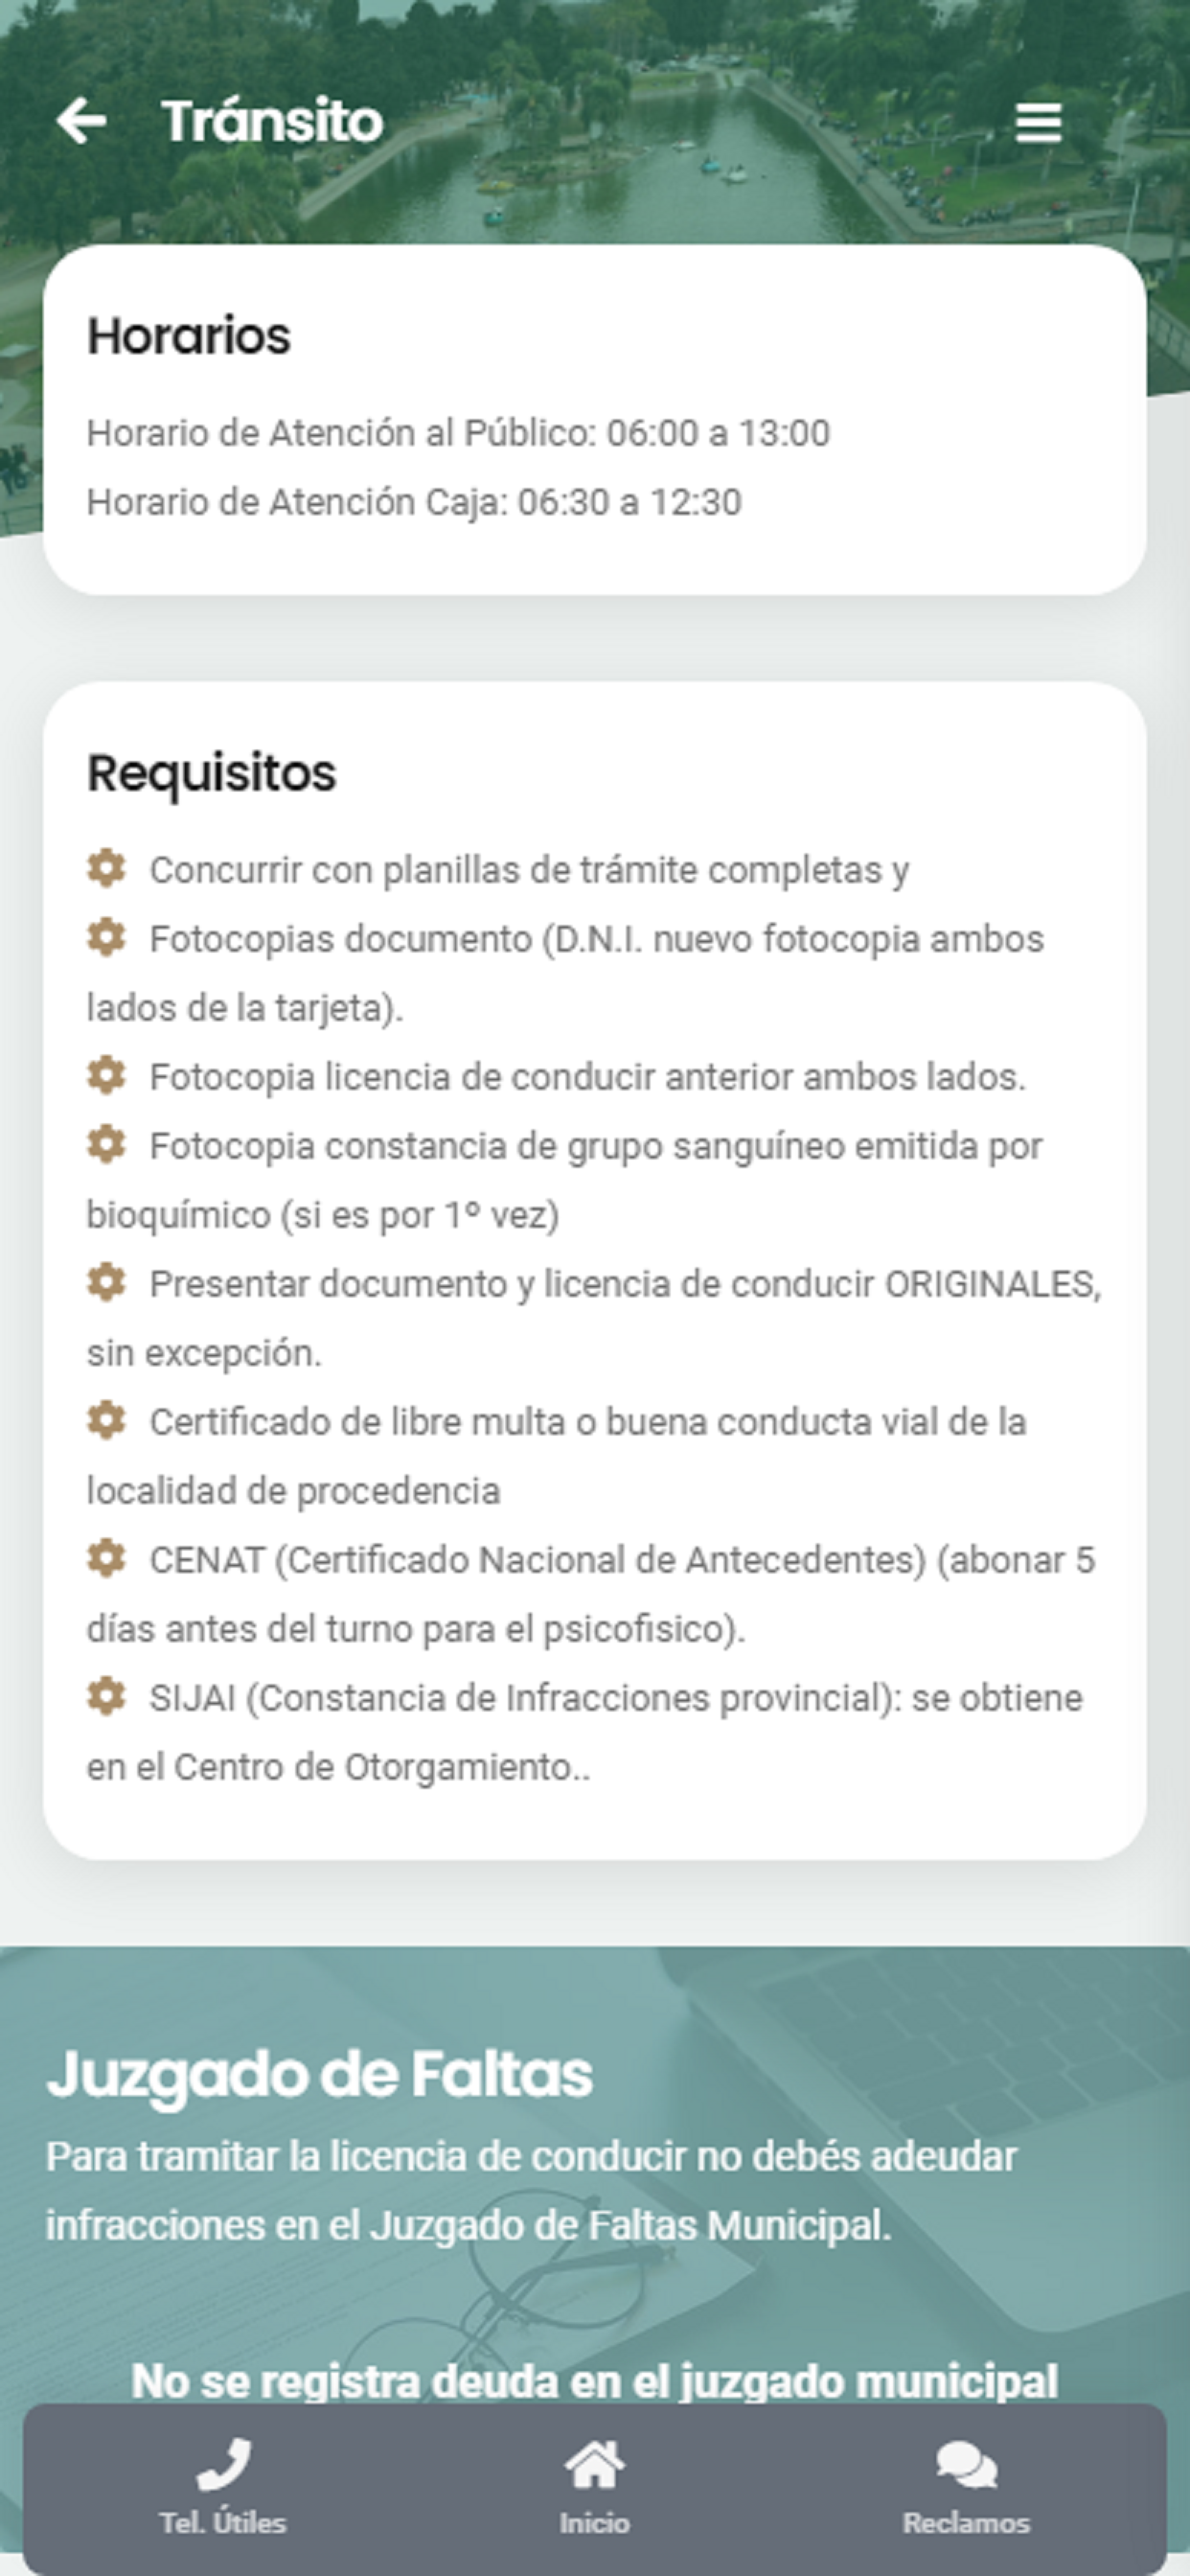 Tránsito
Horarios
Horario de Atención al Público: 06:00 a 13:00
Horario de Atención Caja: 06:30 a 12:30
Requisitos
Concurrir con planillas de trámite completas y
Fotocopias documento (D.N.I. nuevo fotocopia ambos
lados de la tarjeta).
Fotocopia licencia de conducir anterior ambos lados.
Fotocopia constancia de grupo sanguíneo emitida por
bioquímico (si es por 1º vez)
Presentar documento y licencia de conducir ORIGINALES,
sin excepción.
Certificado de libre multa o buena conducta vial de la
localidad de procedencia
CENAT (Certificado Nacional de Antecedentes) (abonar 5
días antes del turno para el psicofisico).
SIJAI (Constancia de Infracciones provincial): se obtiene
en el Centro de Otorgamiento..
Juzgado de Faltas
Para tramitar la licencia de conducir no debés adeudar
infracciones en el Juzgado de Faltas Municipal.
No se registra deuda en el juzgado municipal
Tel. Útiles
Inicio
Reclamos